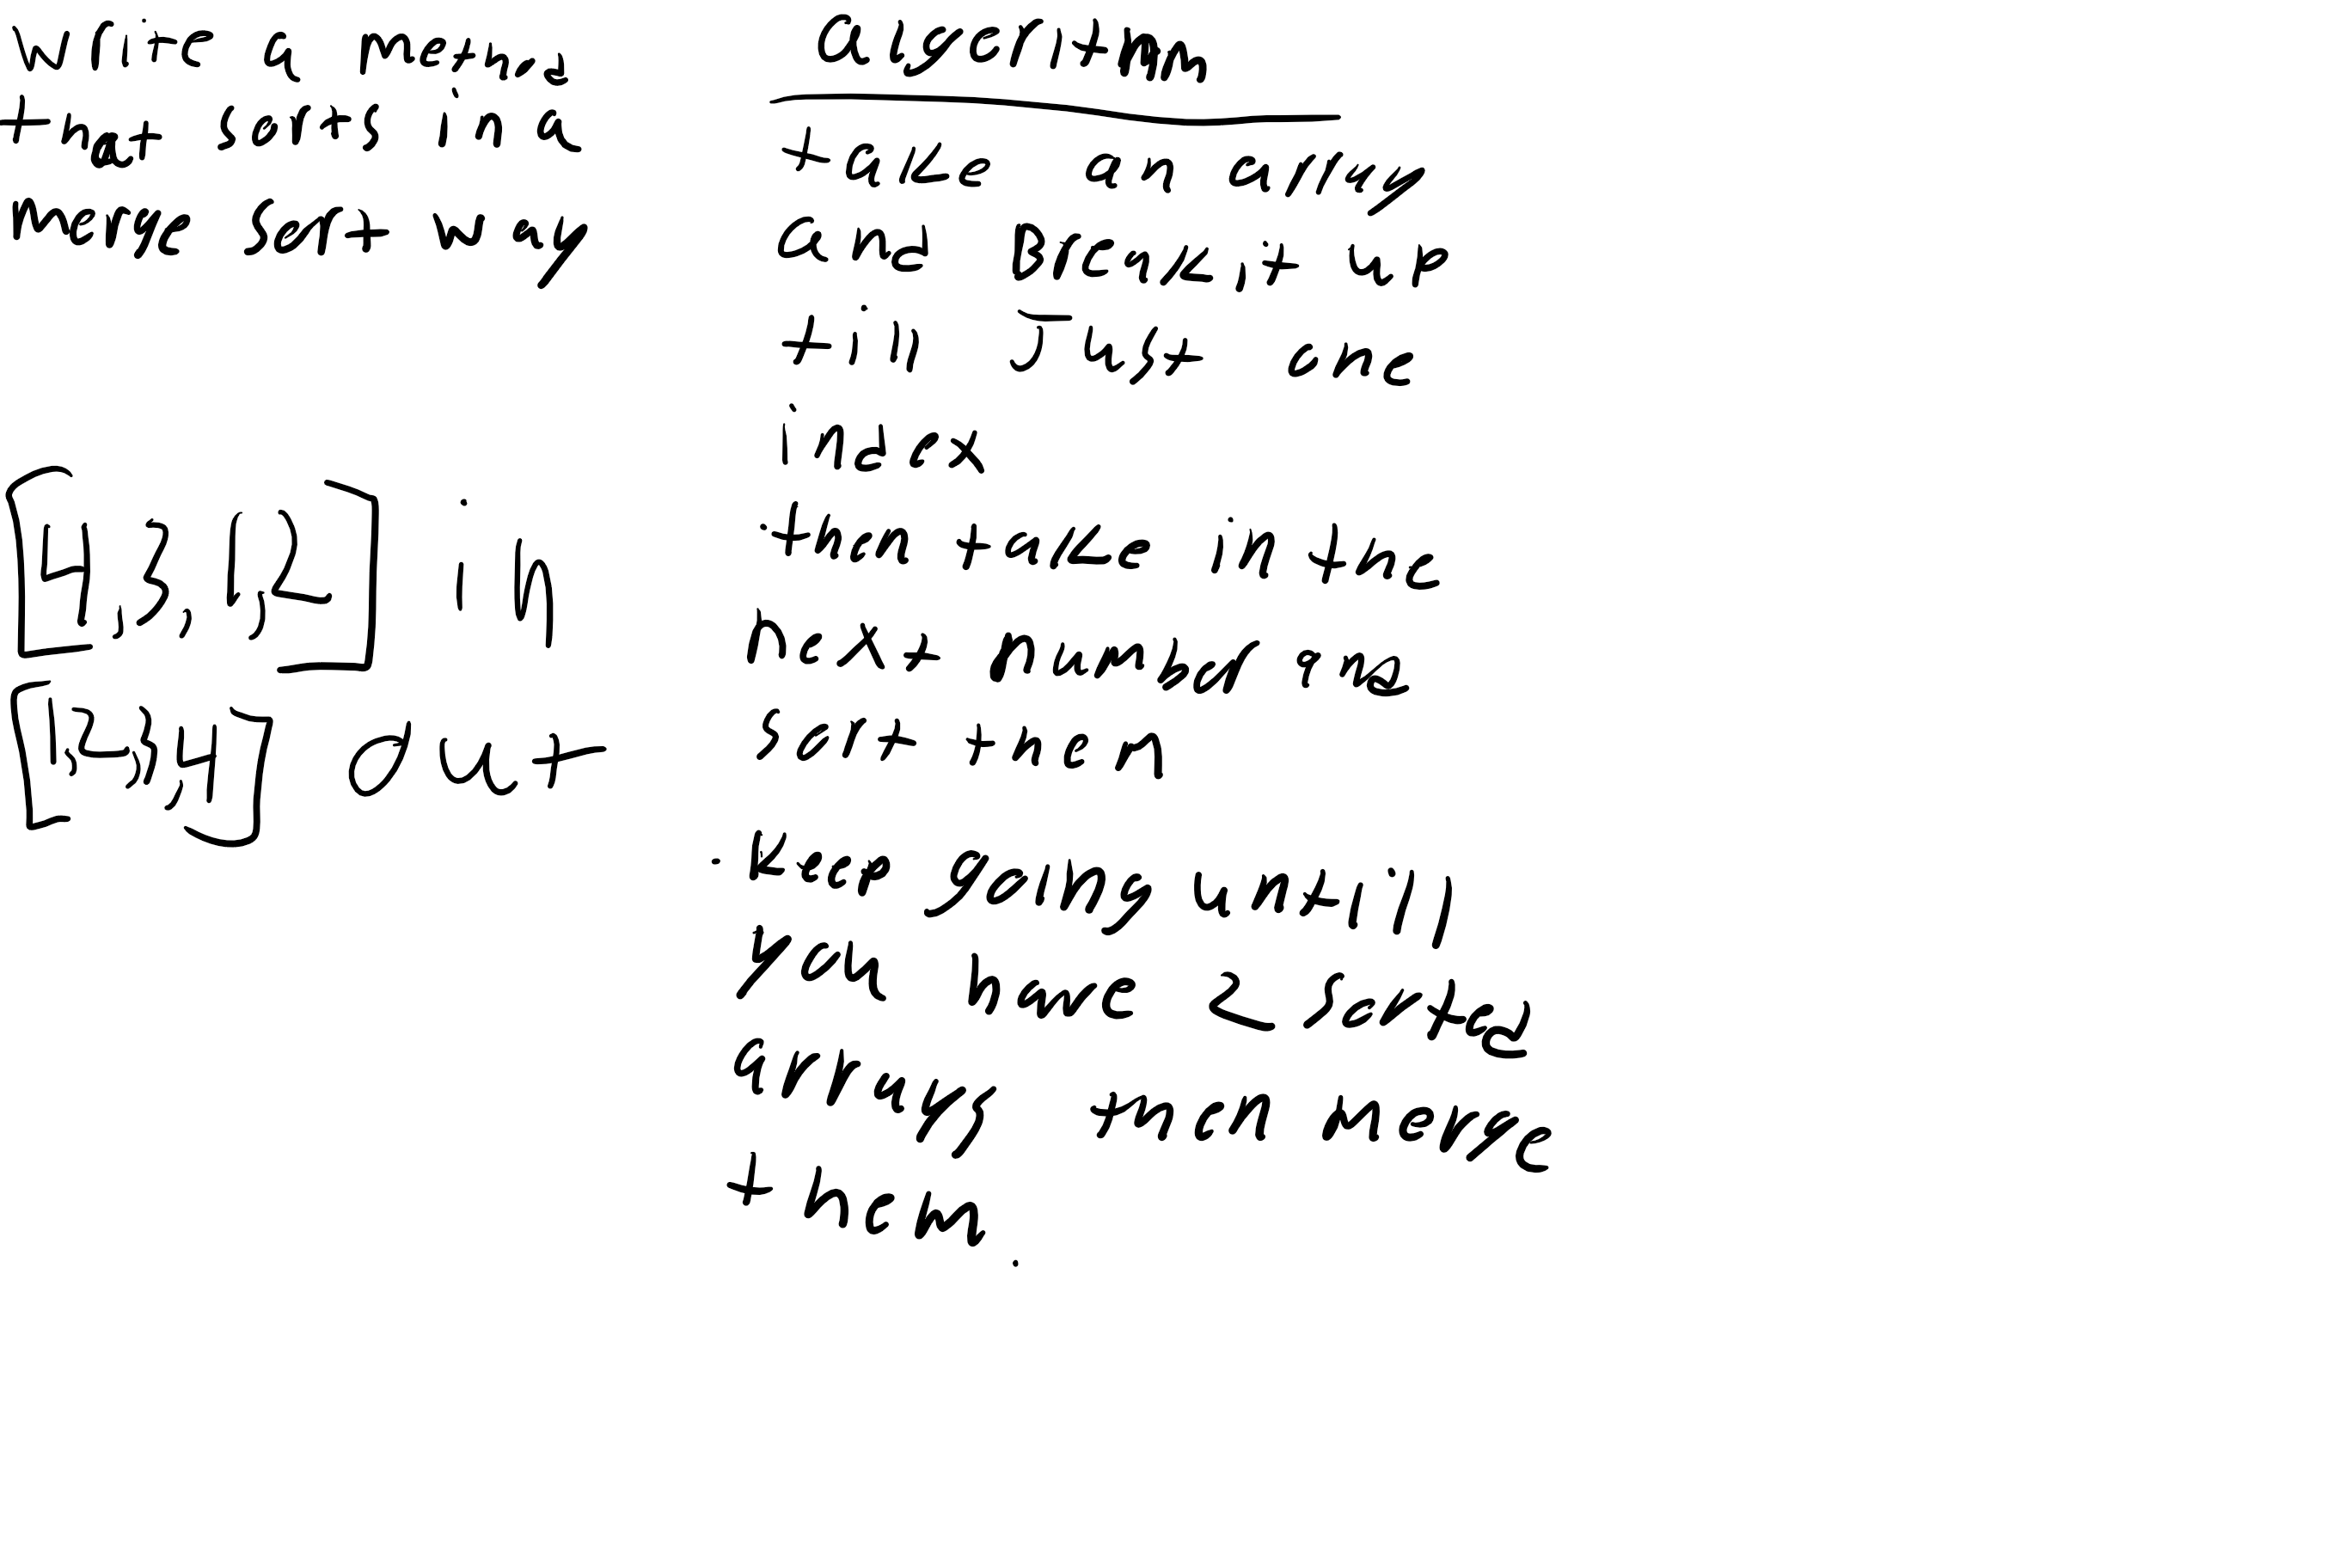 Write a method
that sorts in a
merge sort way
[4,3,1,2] in
[1,2,3,4] out
algorithm
take an array
and Break it up
till Just one
index
·then take in the
next number and
sort them
·keep going untill
you have 2 sorted
arrays then merge
them.